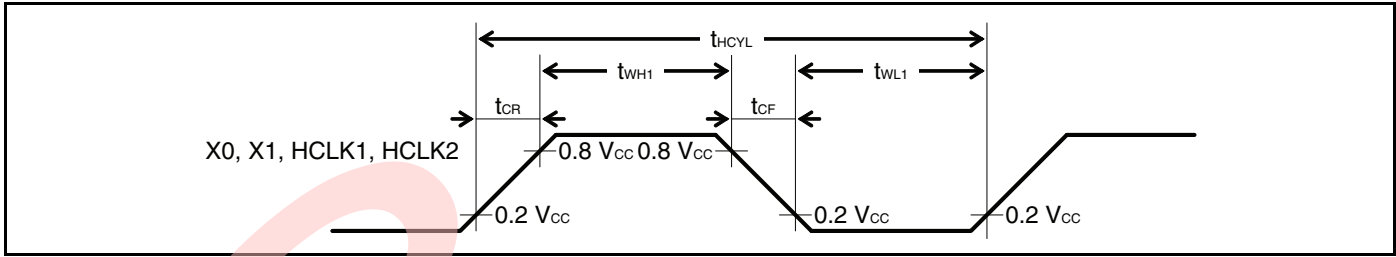 tHCYL
tWH1 tWL1
tCR tCF
X0, X1, HCLK1, HCLK2 0.8 VCC 0.8 VCC
0.2 VCC 0.2 VCC 0.2 VCC